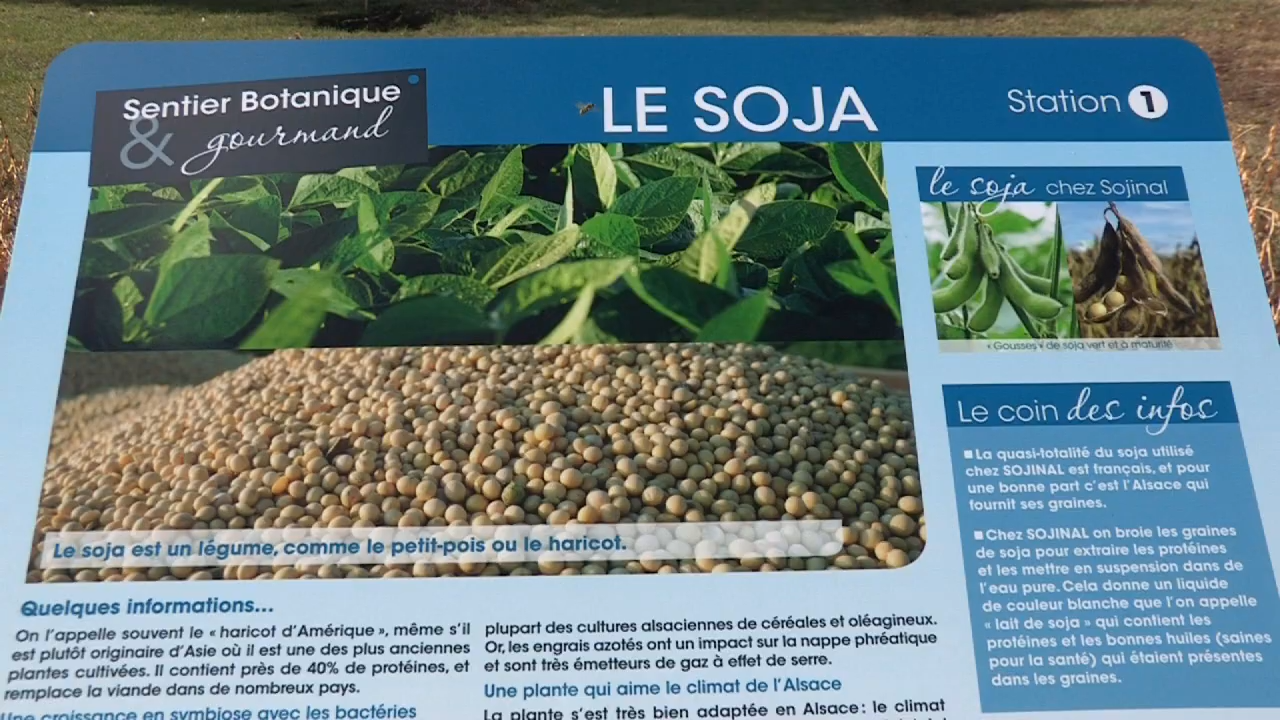 Sentier Botanique
& gourmand
LE SOJA
Station 1
le soja chez Sojinal
« Gousses » de soja vert et à maturité
Le soja est un légume, comme le petit-pois ou le haricot.
Quelques informations...
On l'appelle souvent le « haricot d'Amérique », même s'il
est plutôt originaire d'Asie où il est une des plus anciennes
plantes cultivées. Il contient près de 40% de protéines, et
remplace la viande dans de nombreux pays.
Une croissance en symbiose avec les bactéries
plupart des cultures alsaciennes de céréales et oléagineux.
Or, les engrais azotés ont un impact sur la nappe phréatique
et sont très émetteurs de gaz à effet de serre.
Une plante qui aime le climat de l'Alsace
La plante s'est très bien adaptée en Alsace : le climat
Le coin des infos
■ La quasi-totalité du soja utilisé
chez SOJINAL est français, et pour
une bonne part c'est l'Alsace qui
fournit ses graines.
■ Chez SOJINAL on broie les graines
de soja pour extraire les protéines
et les mettre en suspension dans de
l'eau pure. Cela donne un liquide
de couleur blanche que l'on appelle
« lait de soja » qui contient les
protéines et les bonnes huiles (saines
pour la santé) qui étaient présentes
dans les graines.